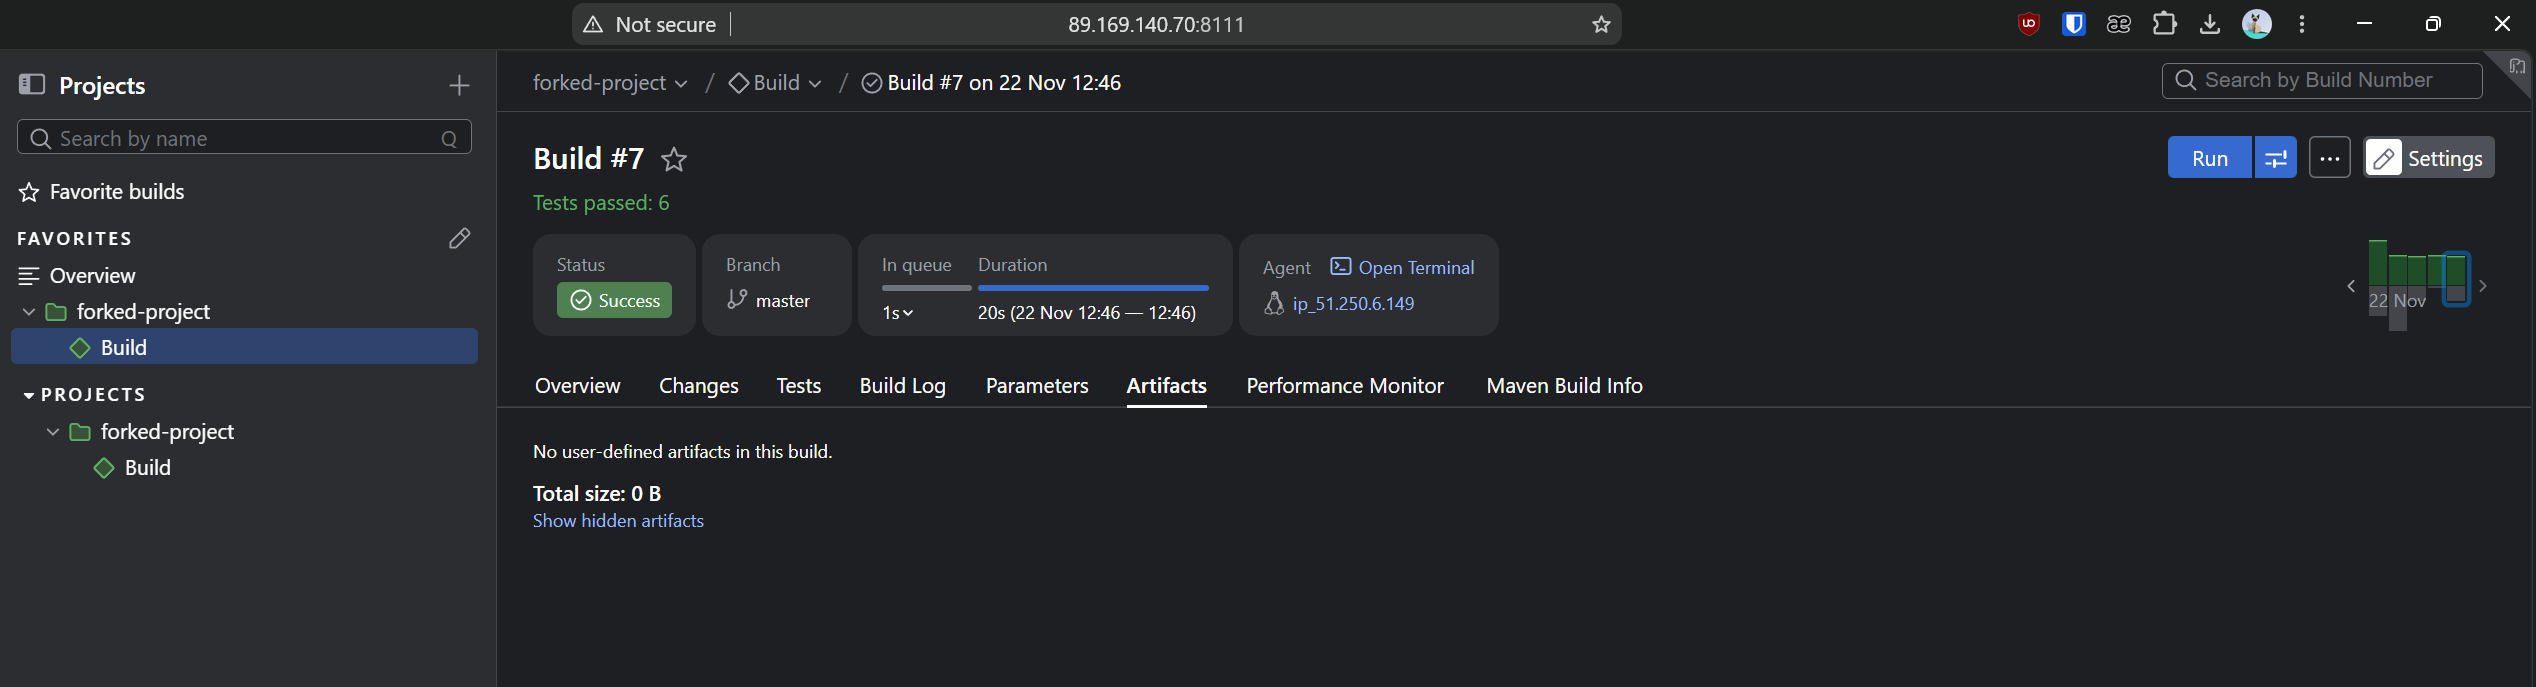 Not secure
89.169.140.70:8111
Projects
Search by name
Q
Favorite builds
FAVORITES
Overview
forked-project
Build
PROJECTS
forked-project
Build
forked-project / Build / Build #7 on 22 Nov 12:46
Search by Build Number
Build #7
Run
Settings
Tests passed: 6
Status
Success
Branch
master
In queue
1s
Duration
20s (22 Nov 12:46 — 12:46)
Agent
Open Terminal
ip_51.250.6.149
22 Nov
Overview
Changes
Tests
Build Log
Parameters
Artifacts
Performance Monitor
Maven Build Info
No user-defined artifacts in this build.
Total size: 0 B
Show hidden artifacts